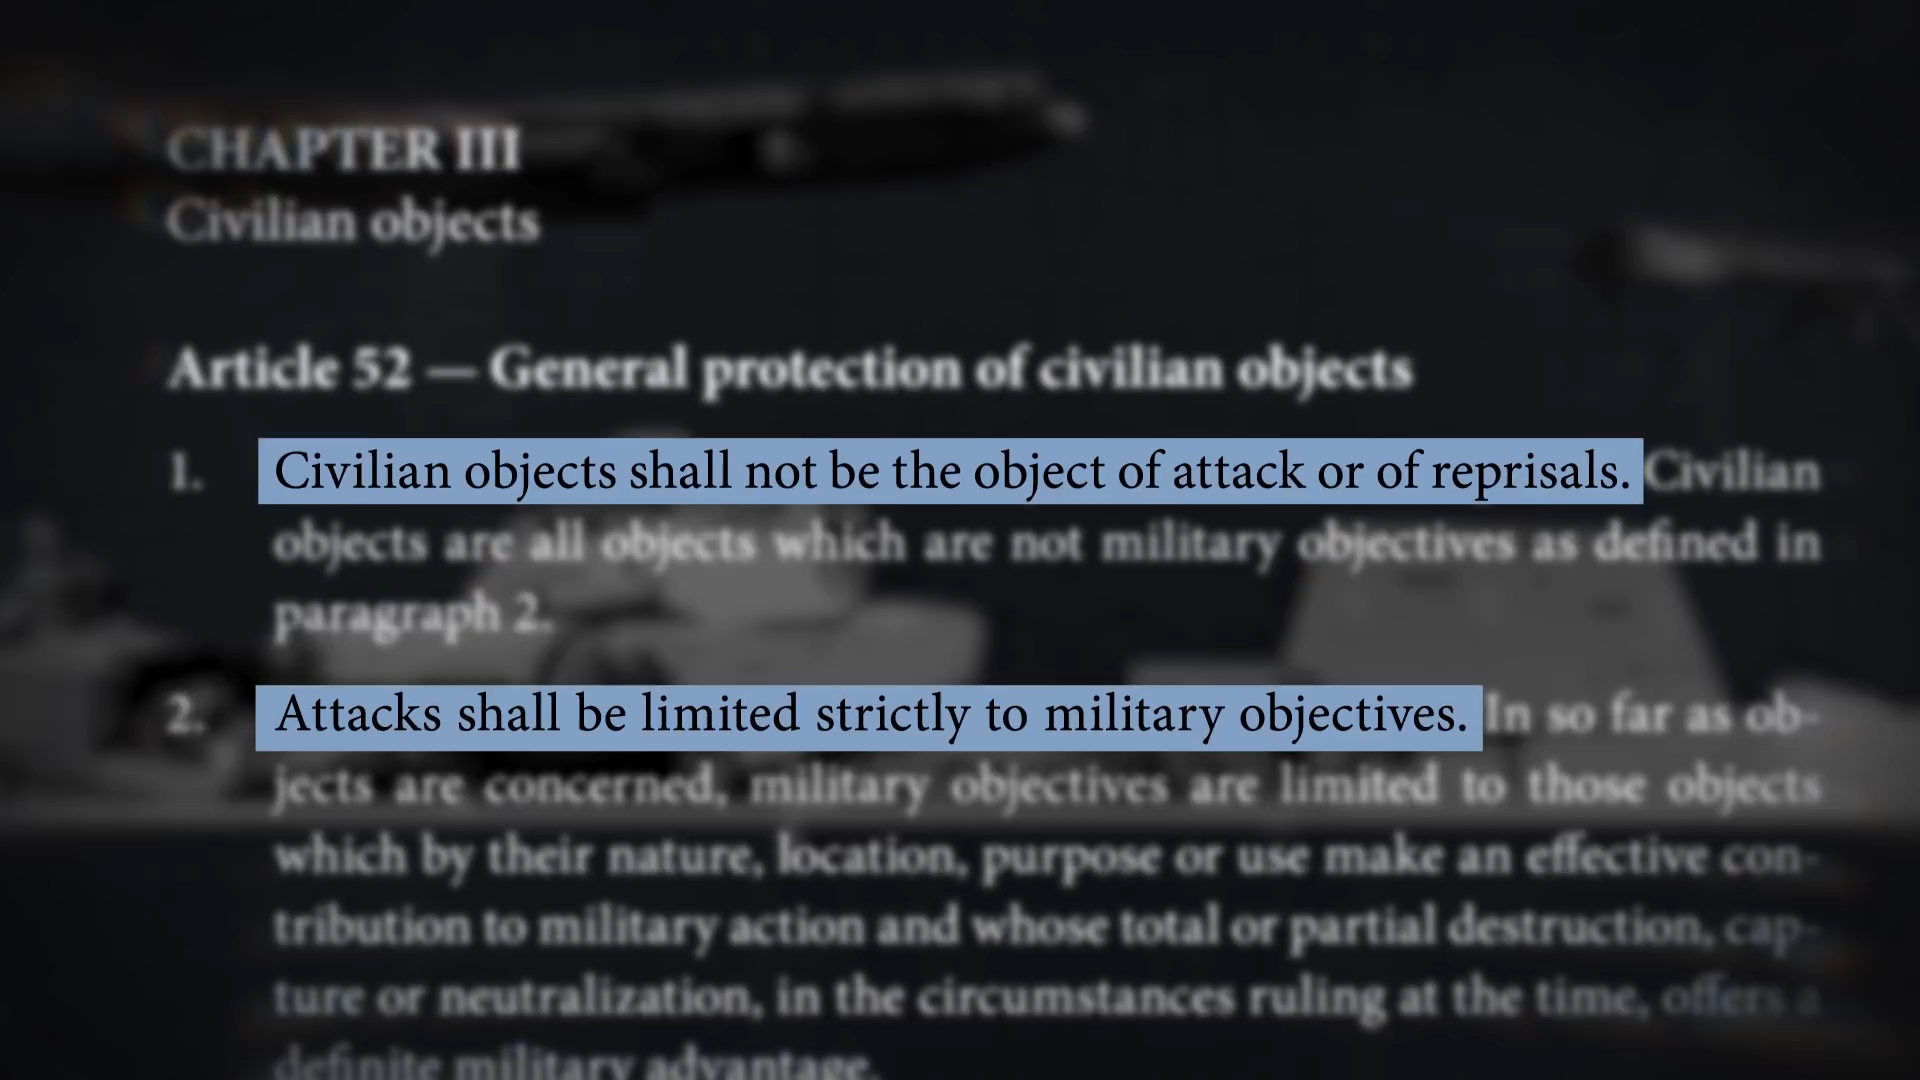 CHAPTER III
Civilian objects
Article 52 — General protection of civilian objects
1. Civilian objects shall not be the object of attack or of reprisals. Civilian
objects are all objects which are not military objectives as defined in
paragraph 2.
2. Attacks shall be limited strictly to military objectives. In so far as ob-
jects are concerned, military objectives are limited to those objects
which by their nature, location, purpose or use make an effective con-
tribution to military action and whose total or partial destruction, cap-
ture or neutralization, in the circumstances ruling at the time, offers a
definite military advantage.